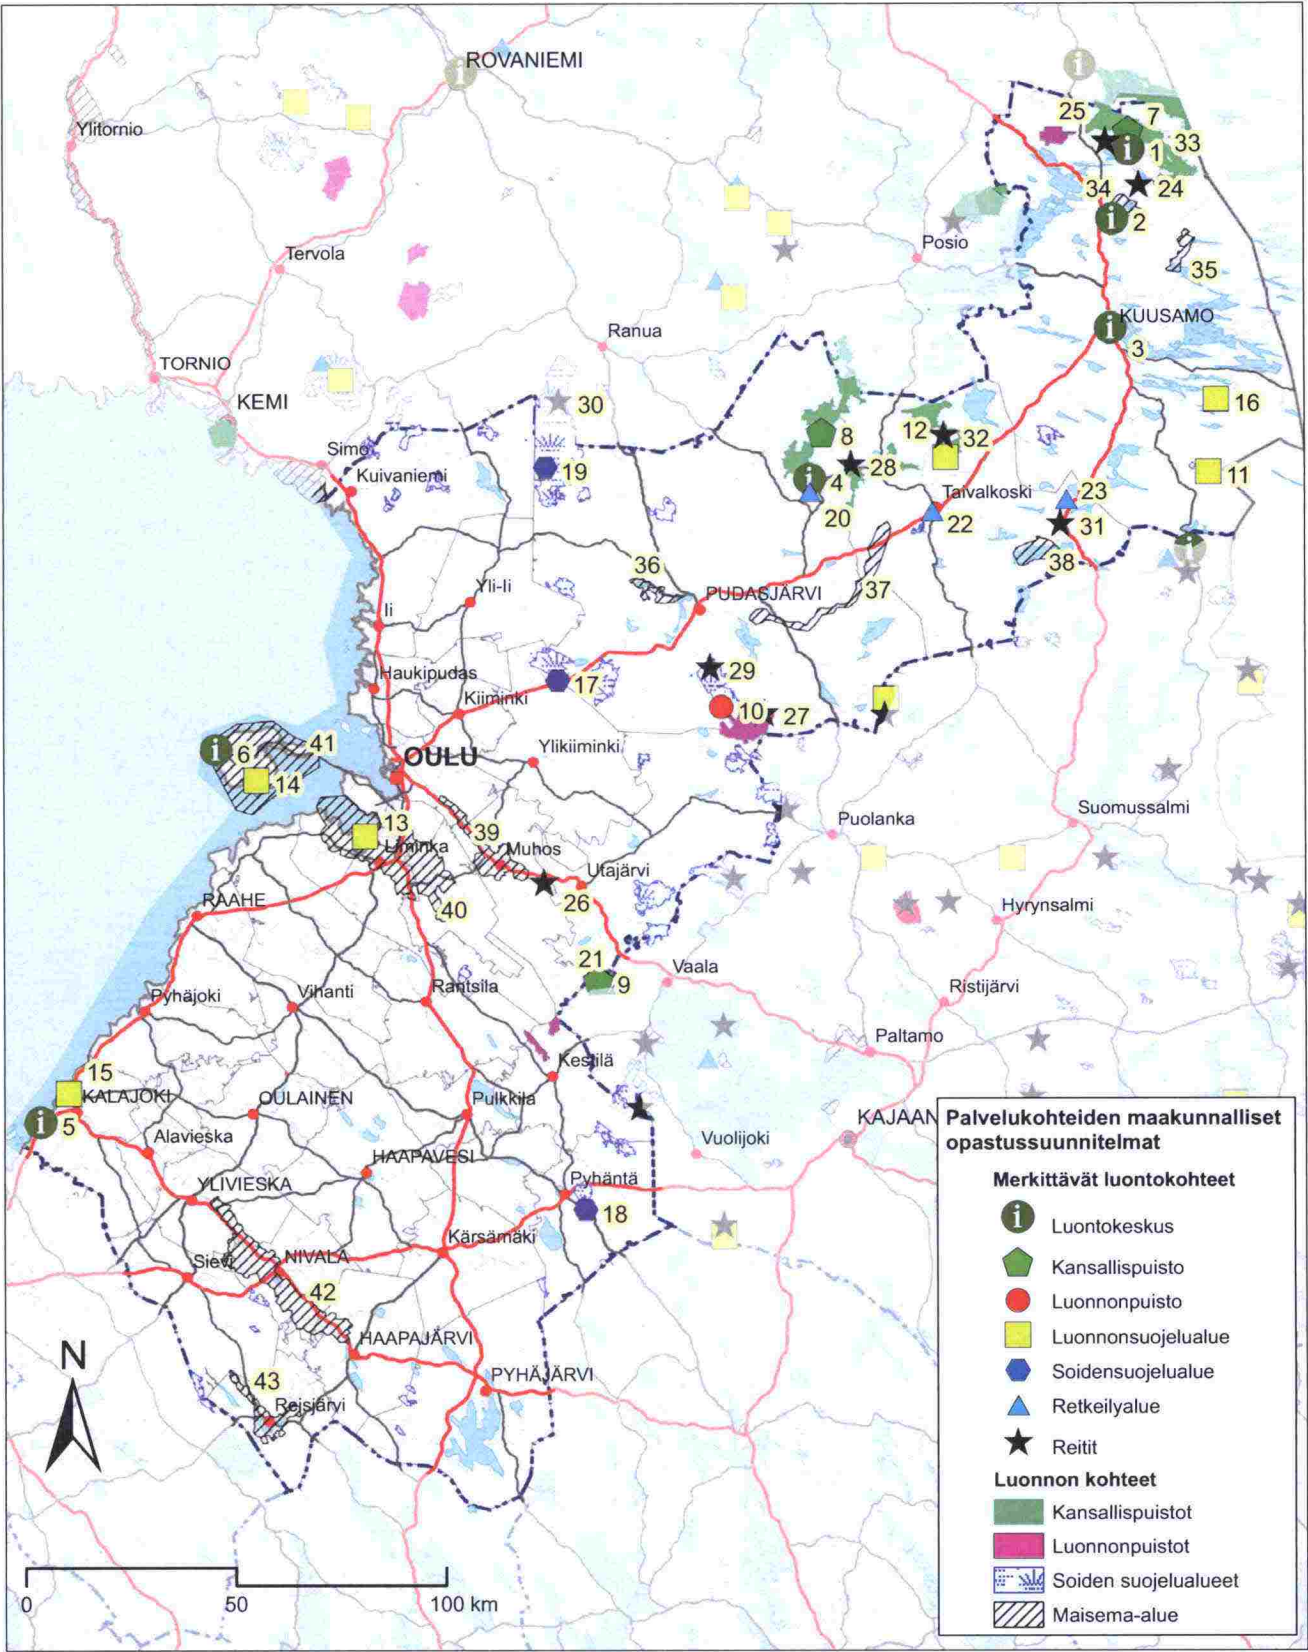 ROVANIEMI
Ylitornio
25
7
33
1
34
24
2
Tervola
Posio
35
Ranua
KUUSAMO
3
TORNIO
KEMI
30
16
12
32
8
Simo
19
28
11
Kuivaniemi
4
23
20
Taivalkoski
22
31
36
38
Yli-Ii
PUDASJÄRVI
37
Ii
29
Haukipudas
17
Kiiminki
10
27
41
6
OULU
Ylikiiminki
14
13
39
Puolanka
Suomussalmi
Liminka
Muhos
Utajärvi
26
40
RAAHE
Hyrynsalmi
21
9
Vaala
Pyhäjoki
Vihanti
Rantsila
Ristijärvi
Paltamo
Kestilä
15
KALAJOKI
OULAINEN
Pulkkila
5
Alavieska
Vuolijoki
KAJAAN
HAAPAVESI
YLIVIESKA
Pyhäntä
18
Kärsämäki
Sievi
NIVALA
42
HAAPAJÄRVI
N
43
PYHÄJÄRVI
Reisjärvi
0
50
100 km
Palvelukohteiden maakunnalliset
opastussuunnitelmat
Merkittävät luontokohteet
i Luontokeskus
Kansallispuisto
Luonnonpuisto
Luonnonsuojelualue
Soidensuojelualue
Retkeilyalue
Reitit
Luonnon kohteet
Kansallispuistot
Luonnonpuistot
Soiden suojelualueet
Maisema-alue